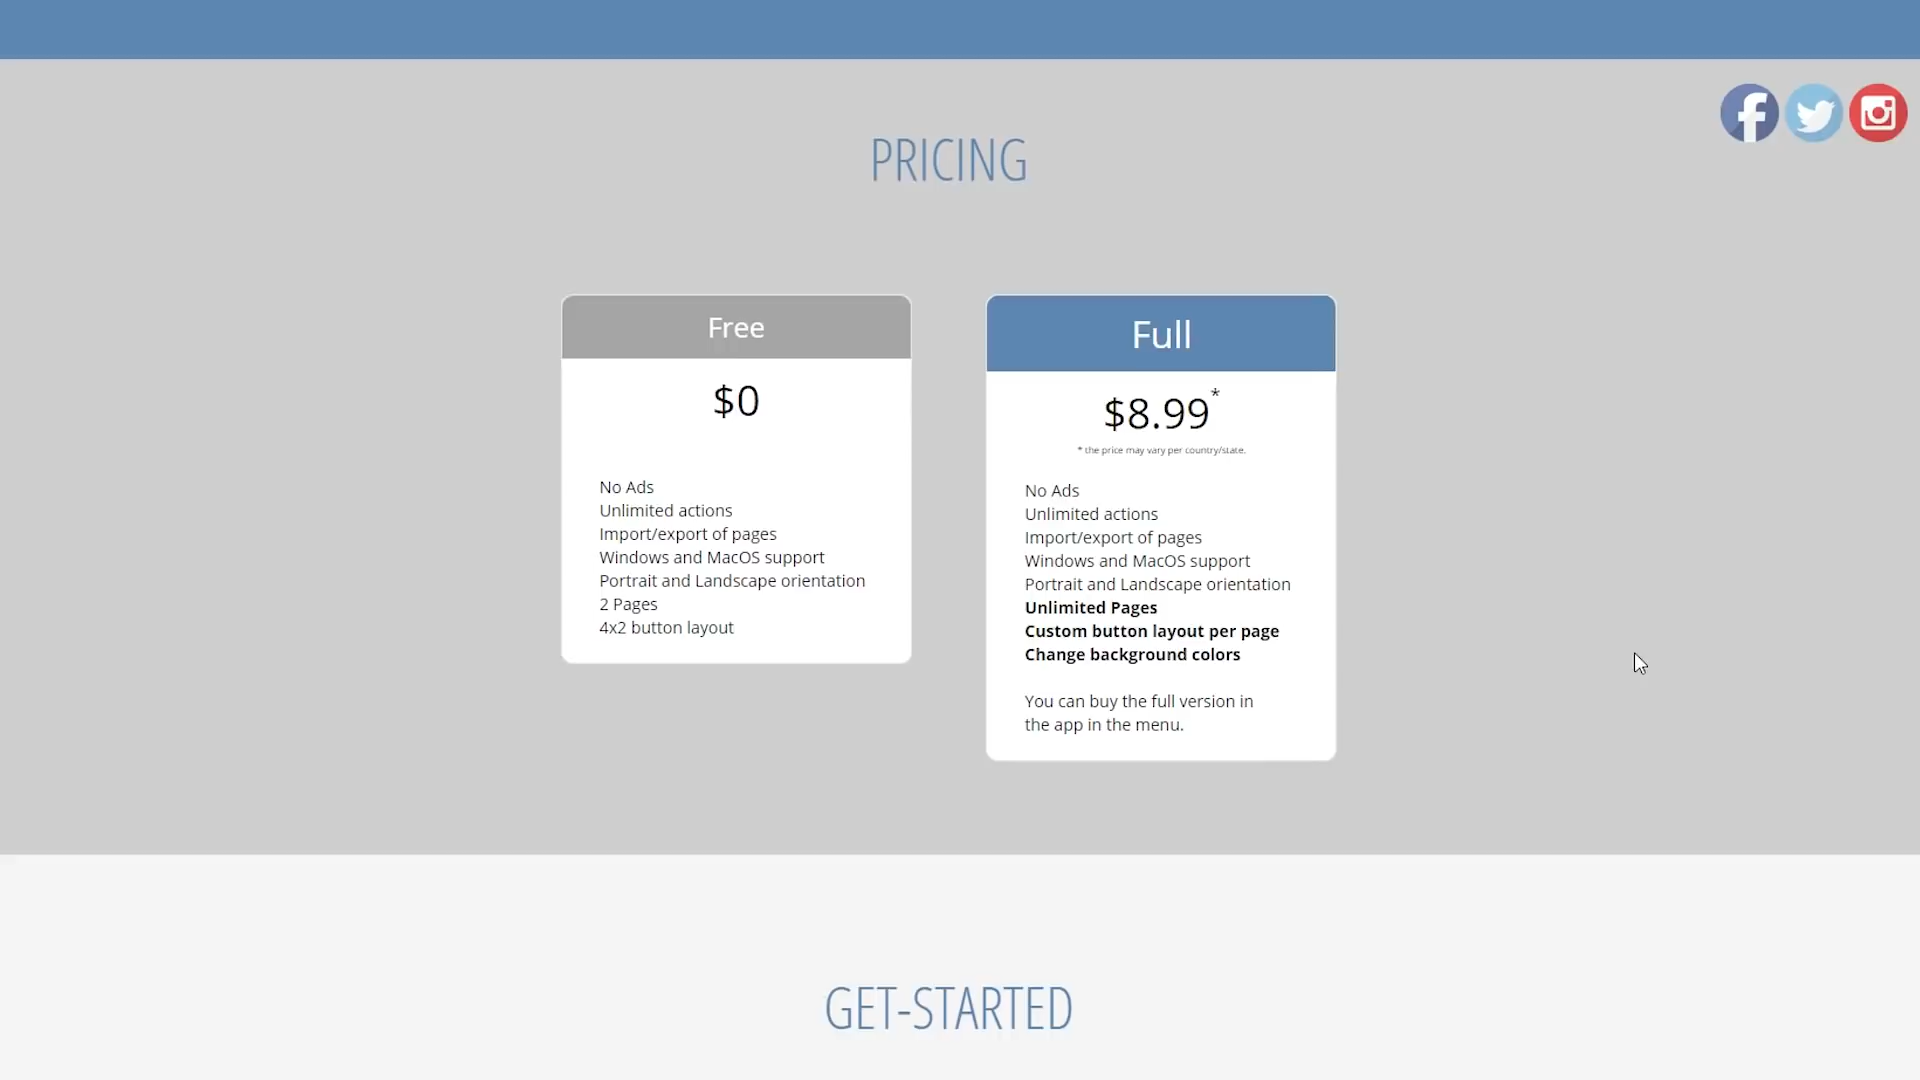 PRICING
Free
$0
No Ads
Unlimited actions
Import/export of pages
Windows and MacOS support
Portrait and Landscape orientation
2 Pages
4x2 button layout
Full
$8.99*
* the price may vary per country/state.
No Ads
Unlimited actions
Import/export of pages
Windows and MacOS support
Portrait and Landscape orientation
Unlimited Pages
Custom button layout per page
Change background colors
You can buy the full version in
the app in the menu.
GET-STARTED